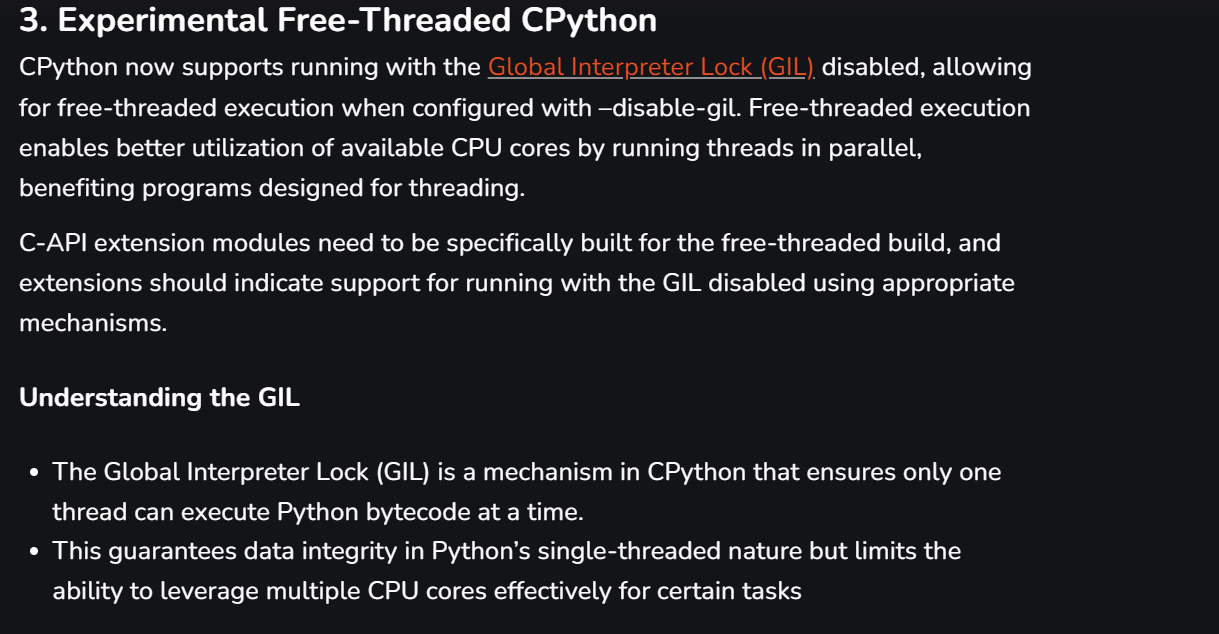 3. Experimental Free-Threaded CPython
CPython now supports running with the Global Interpreter Lock (GIL) disabled, allowing
for free-threaded execution when configured with –disable-gil. Free-threaded execution
enables better utilization of available CPU cores by running threads in parallel,
benefiting programs designed for threading.
C-API extension modules need to be specifically built for the free-threaded build, and
extensions should indicate support for running with the GIL disabled using appropriate
mechanisms.
Understanding the GIL
• The Global Interpreter Lock (GIL) is a mechanism in CPython that ensures only one
thread can execute Python bytecode at a time.
• This guarantees data integrity in Python’s single-threaded nature but limits the
ability to leverage multiple CPU cores effectively for certain tasks